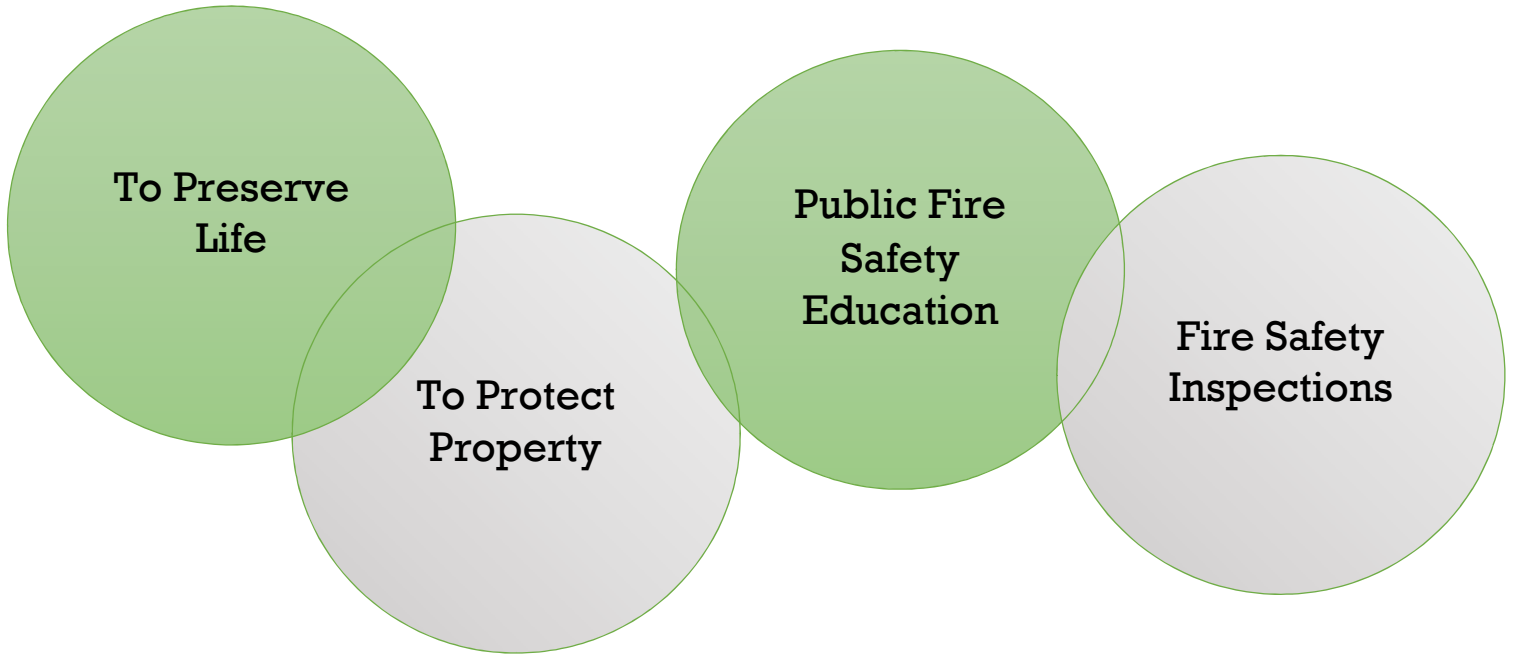 To Preserve
Life
To Protect
Property
Public Fire
Safety
Education
Fire Safety
Inspections